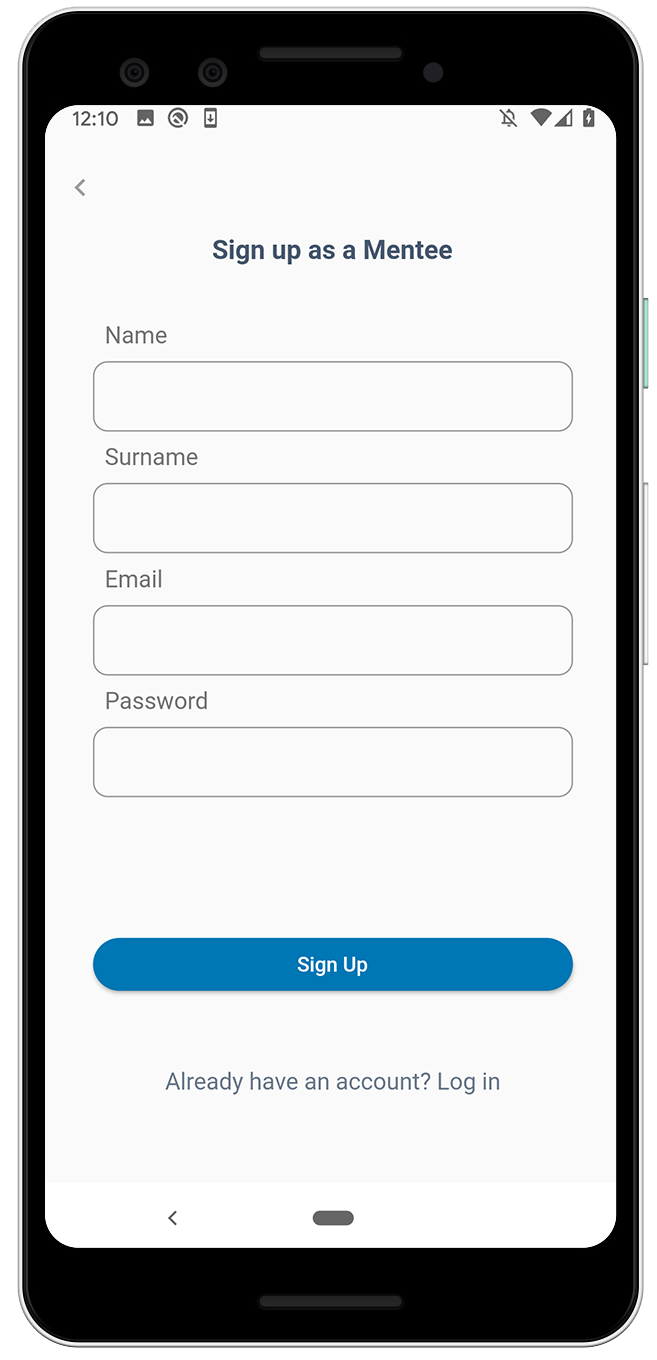 12:10
Sign up as a Mentee
Name
Surname
Email
Password
Sign Up
Already have an account? Log in